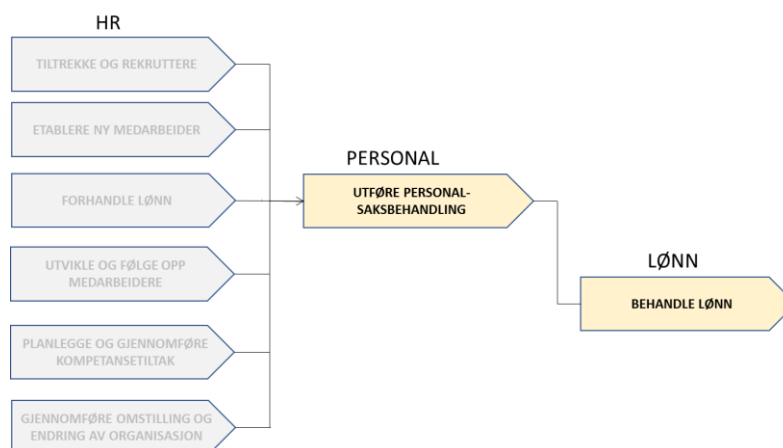 HR
TILTREKKE OG REKRUTTERE
ETABLERE NY MEDARBEIDER
FORHANDLE LØNN
UTVIKLE OG FØLGE OPP
MEDARBEIDERE
PLANLEGGE OG GJENNOMFØRE
KOMPETANSETILTAK
GJENNOMFØRE OMSTILLING OG
ENDRING AV ORGANISASJON
PERSONAL
UTFØRE PERSONAL-
SAKSBEHANDLING
LØNN
BEHANDLE LØNN